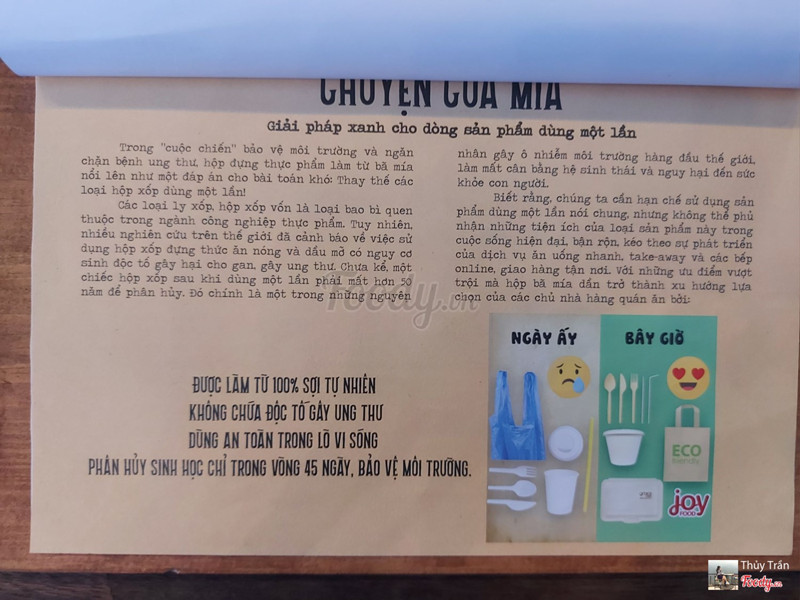 CHUYỆN CỦA MÍA
Giải pháp xanh cho dòng sản phẩm dùng một lần
Trong "cuộc chiến" bảo vệ môi trường và ngăn
chặn bệnh ung thư, hộp đựng thực phẩm làm từ bã mía
nổi lên như một đáp án cho bài toán khó: Thay thế các
loại hộp xốp dùng một lần!
Các loại ly xốp, hộp xốp vốn là loại bao bì quen
thuộc trong ngành công nghiệp thực phẩm. Tuy nhiên,
nhiều nghiên cứu trên thế giới đã cảnh báo về việc sử
dụng hộp xốp đựng thức ăn nóng và dầu mỡ có nguy cơ
sinh độc tố gây hại cho gan, gây ung thư. Chưa kể, một
chiếc hộp xốp sau khi dùng một lần phải mất hơn
năm để phân hủy. Đó chính là một trong những nguyên
nhân gây ô nhiễm môi trường hàng đầu thế giới,
làm mất cân bằng hệ sinh thái và nguy hại đến sức
khỏe con người.
Biết rằng, chúng ta cần hạn chế sử dụng sản
phẩm dùng một lần nói chung, nhưng không thể phủ
nhận những tiện ích của loại sản phẩm này trong
cuộc sống hiện đại, bận rộn, kéo theo sự phát triển
của dịch vụ ăn uống nhanh, take-away và các bếp
online, giao hàng tận nơi. Với những ưu điểm vượt
trội mà hộp bã mía dần trở thành xu hướng lựa
chọn của các chủ nhà hàng quán ăn bởi:
Foody.vn
ĐƯỢC LÀM TỪ 100% SỢI TỰ NHIÊN
KHÔNG CHỨA ĐỘC TỐ GÂY UNG THƯ
DÙNG AN TOÀN TRONG LÒ VI SÓNG
PHÂN HỦY SINH HỌC CHỈ TRONG VÒNG 45 NGÀY, BẢO VỆ MÔI TRƯỜNG.
NGÀY ẤY
BÂY GIỜ
ECO
friendly
joy
FOOD
Thủy Trần
Foody.vn